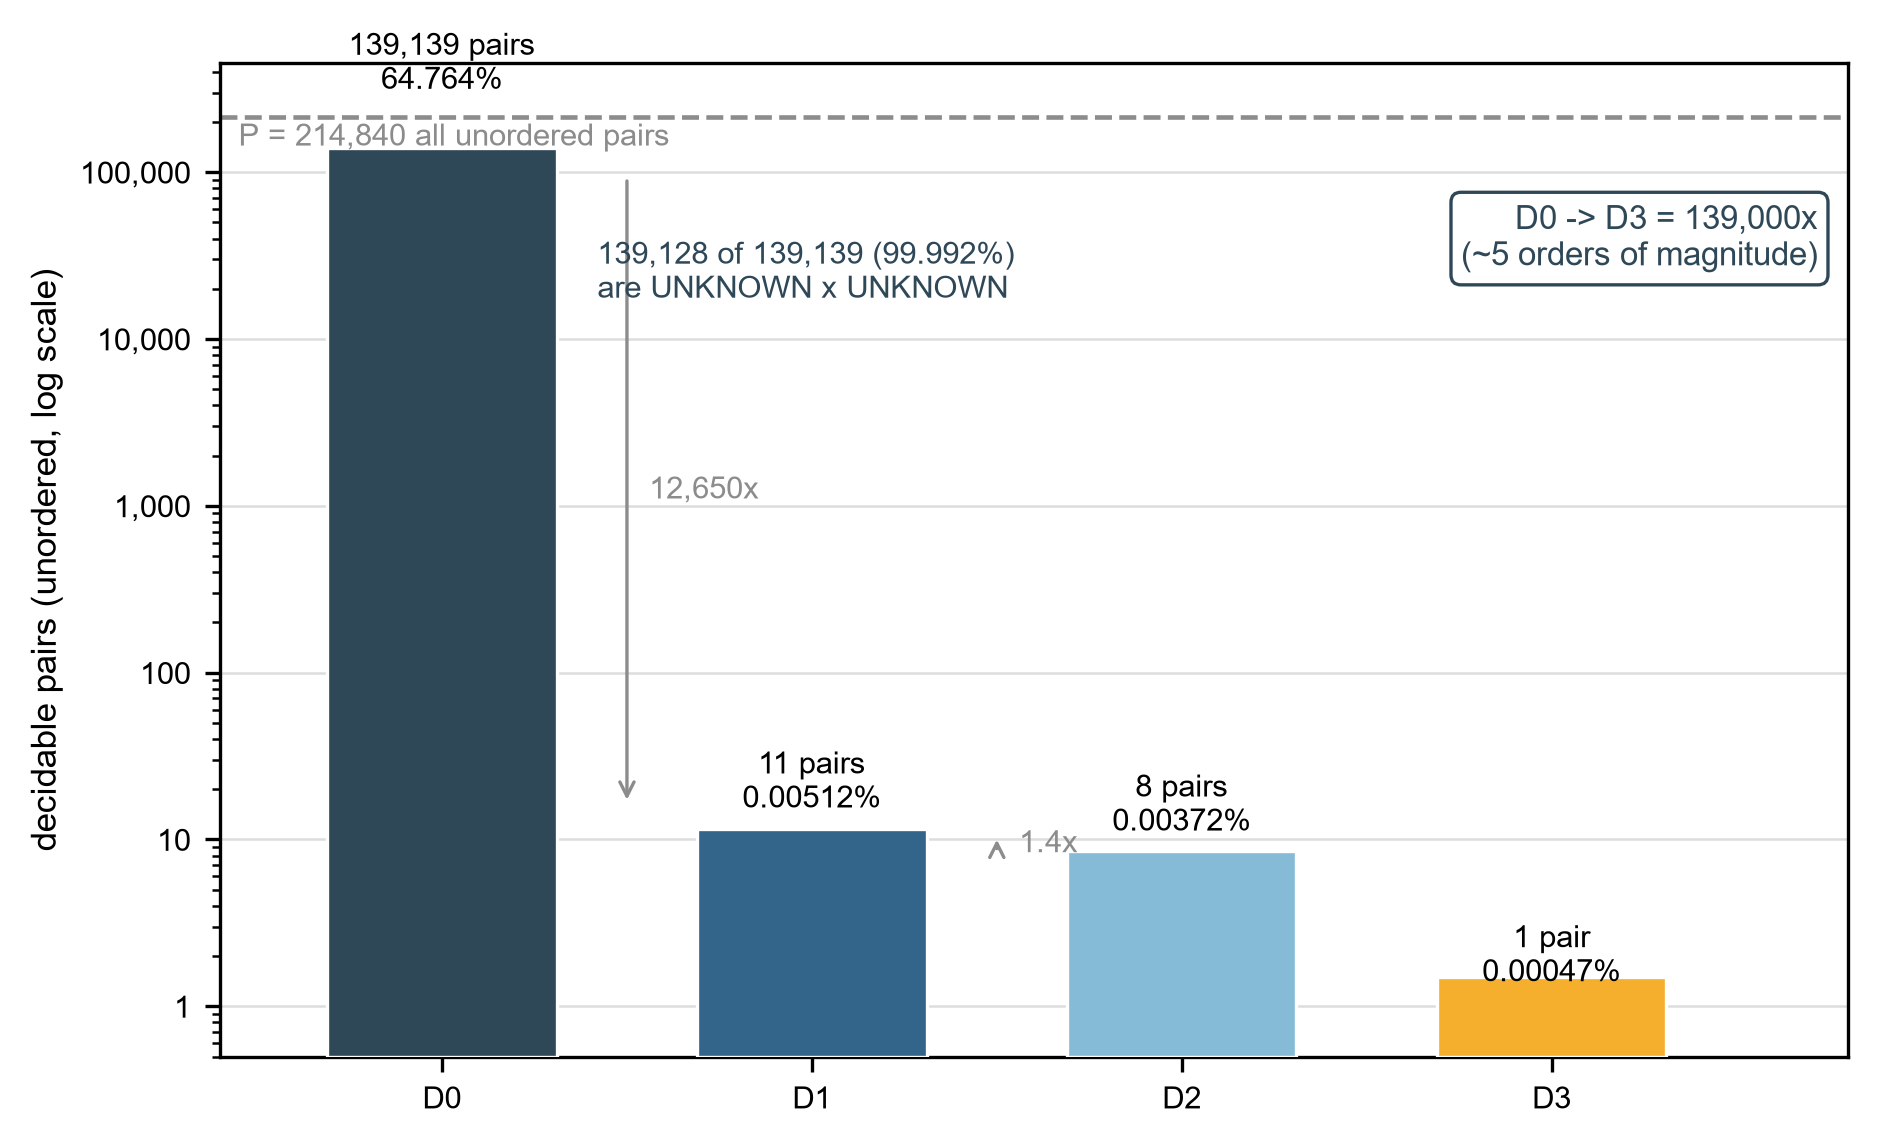 139,139 pairs
64.764%
P = 214,840 all unordered pairs
100,000
D0 -> D3 = 139,000x
(~5 orders of magnitude)
139,128 of 139,139 (99.992%)
are UNKNOWN x UNKNOWN
10,000
12,650x
1,000
100
11 pairs
0.00512%
8 pairs
0.00372%
10
1.4x
1 pair
0.00047%
1
decidable pairs (unordered, log scale)
D0
D1
D2
D3